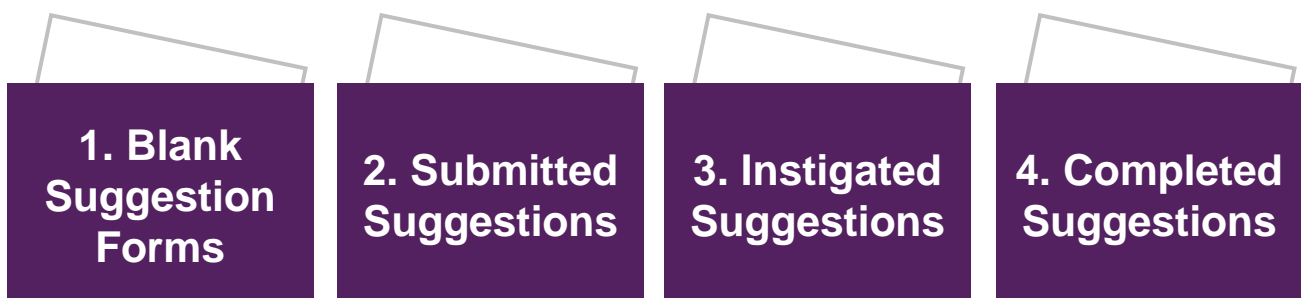 1. Blank
Suggestion
Forms
2. Submitted
Suggestions
3. Instigated
Suggestions
4. Completed
Suggestions